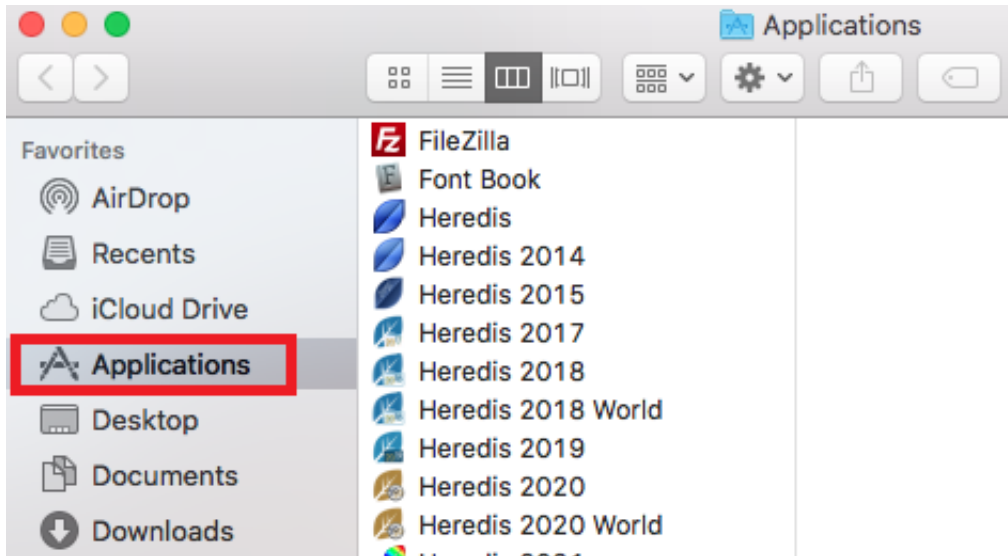 Applications
Favorites
AirDrop
Recents
iCloud Drive
Applications
Desktop
Documents
Downloads
FileZilla
Font Book
Heredis
Heredis 2014
Heredis 2015
Heredis 2017
Heredis 2018
Heredis 2018 World
Heredis 2019
Heredis 2020
Heredis 2020 World